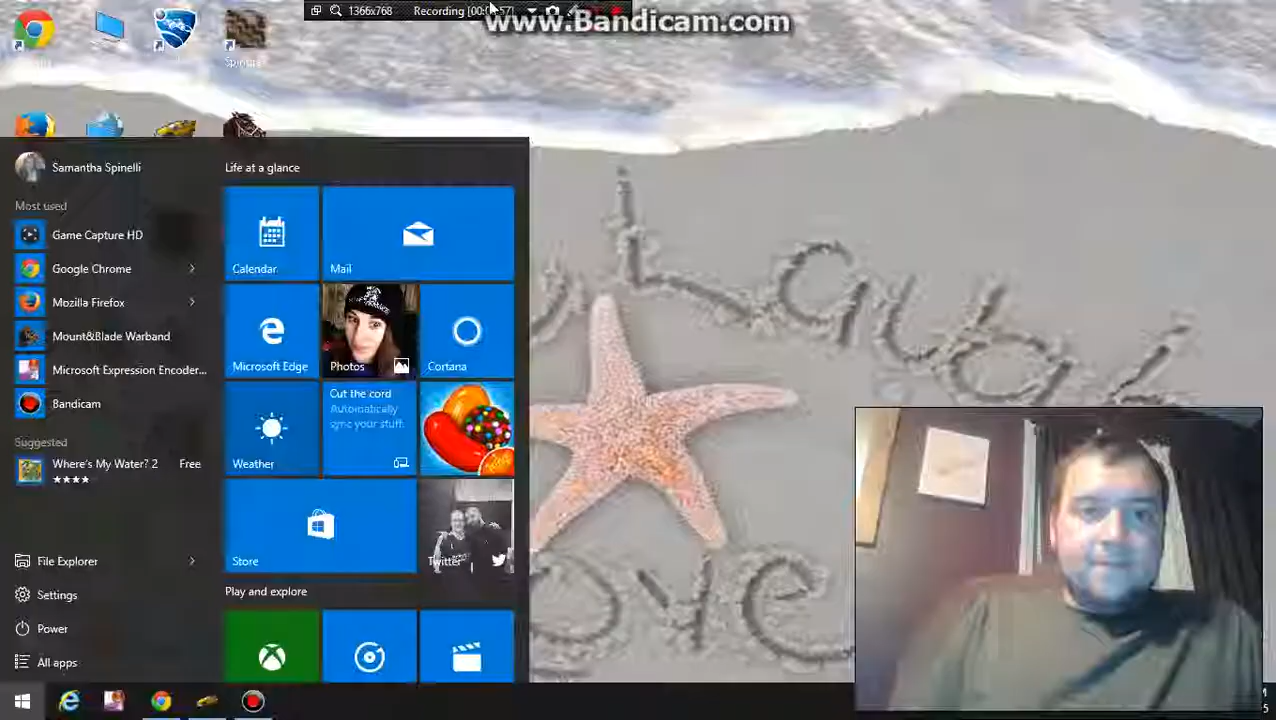 1366x768 Recording
www.Bandicam.com
Samantha Spinelli
Life at a glance
Most used
Game Capture HD
Google Chrome
Mozilla Firefox
Mount&Blade Warband
Microsoft Expression Encoder...
Bandicam
Suggested
Where's My Water? 2 Free
File Explorer
Settings
Power
All apps
Calendar
Mail
Microsoft Edge
Photos
Cortana
Weather
Cut the cord
Automatically
sync your stuff.
Store
Twitter
Play and explore